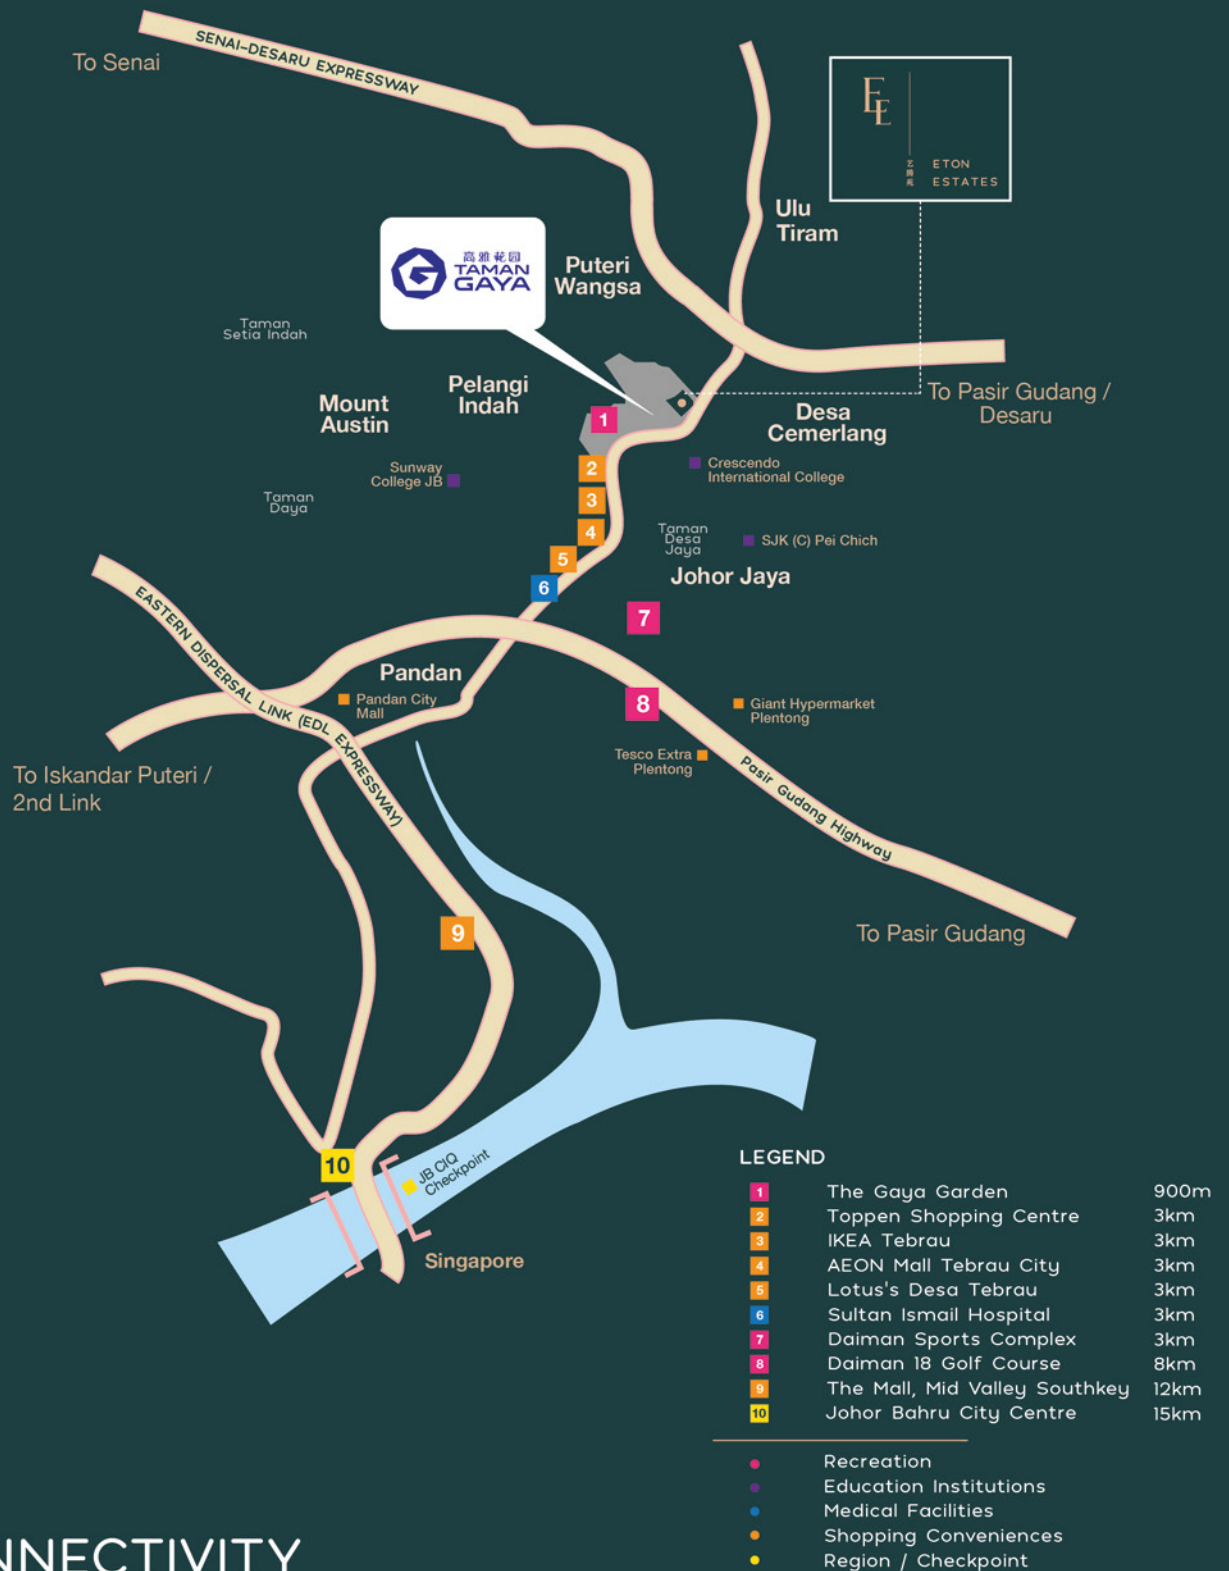 To Senai
SENAI-DESARU EXPRESSWAY
EE
艺腾苑
ETON
ESTATES
Ulu
Tiram
高雅花园
TAMAN
GAYA
Puteri
Wangsa
Taman
Setia Indah
Pelangi
Indah
Mount
Austin
To Pasir Gudang /
Desaru
Desa
Cemerlang
1
Sunway
College JB
Crescendo
International College
2
Taman
Daya
3
4
Taman
Desa
Jaya
SJK (C) Pei Chich
5
6
Johor Jaya
7
EASTERN DISPERSAL LINK (EDL EXPRESSWAY)
Pandan
Pandan City
Mall
8
Giant Hypermarket
Plentong
Tesco Extra
Plentong
To Iskandar Puteri /
2nd Link
Pasir Gudang Highway
9
To Pasir Gudang
10
JB CIQ
Checkpoint
Singapore
LEGEND
1 The Gaya Garden 900m
2 Toppen Shopping Centre 3km
3 IKEA Tebrau 3km
4 AEON Mall Tebrau City 3km
5 Lotus's Desa Tebrau 3km
6 Sultan Ismail Hospital 3km
7 Daiman Sports Complex 3km
8 Daiman 18 Golf Course 8km
9 The Mall, Mid Valley Southkey 12km
10 Johor Bahru City Centre 15km
Recreation
Education Institutions
Medical Facilities
Shopping Conveniences
Region / Checkpoint
NNECTIVITY